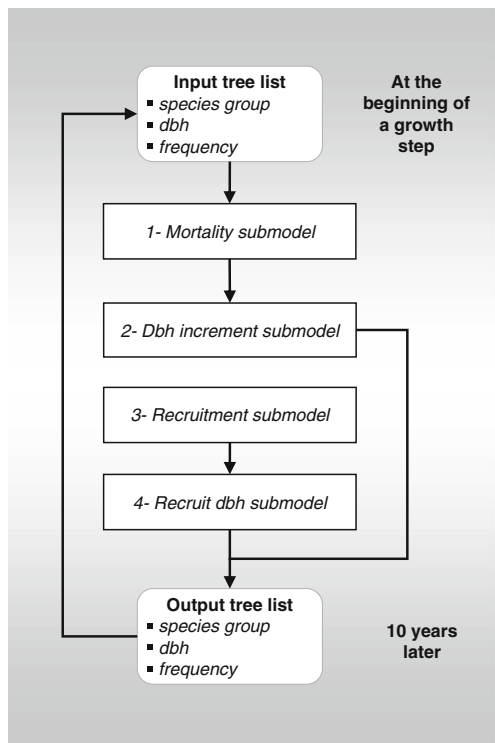 Input tree list
▪ species group
▪ dbh
▪ frequency
At the
beginning of
a growth
step
1- Mortality submodel
2- Dbh increment submodel
3- Recruitment submodel
4- Recruit dbh submodel
Output tree list
▪ species group
▪ dbh
▪ frequency
10 years
later